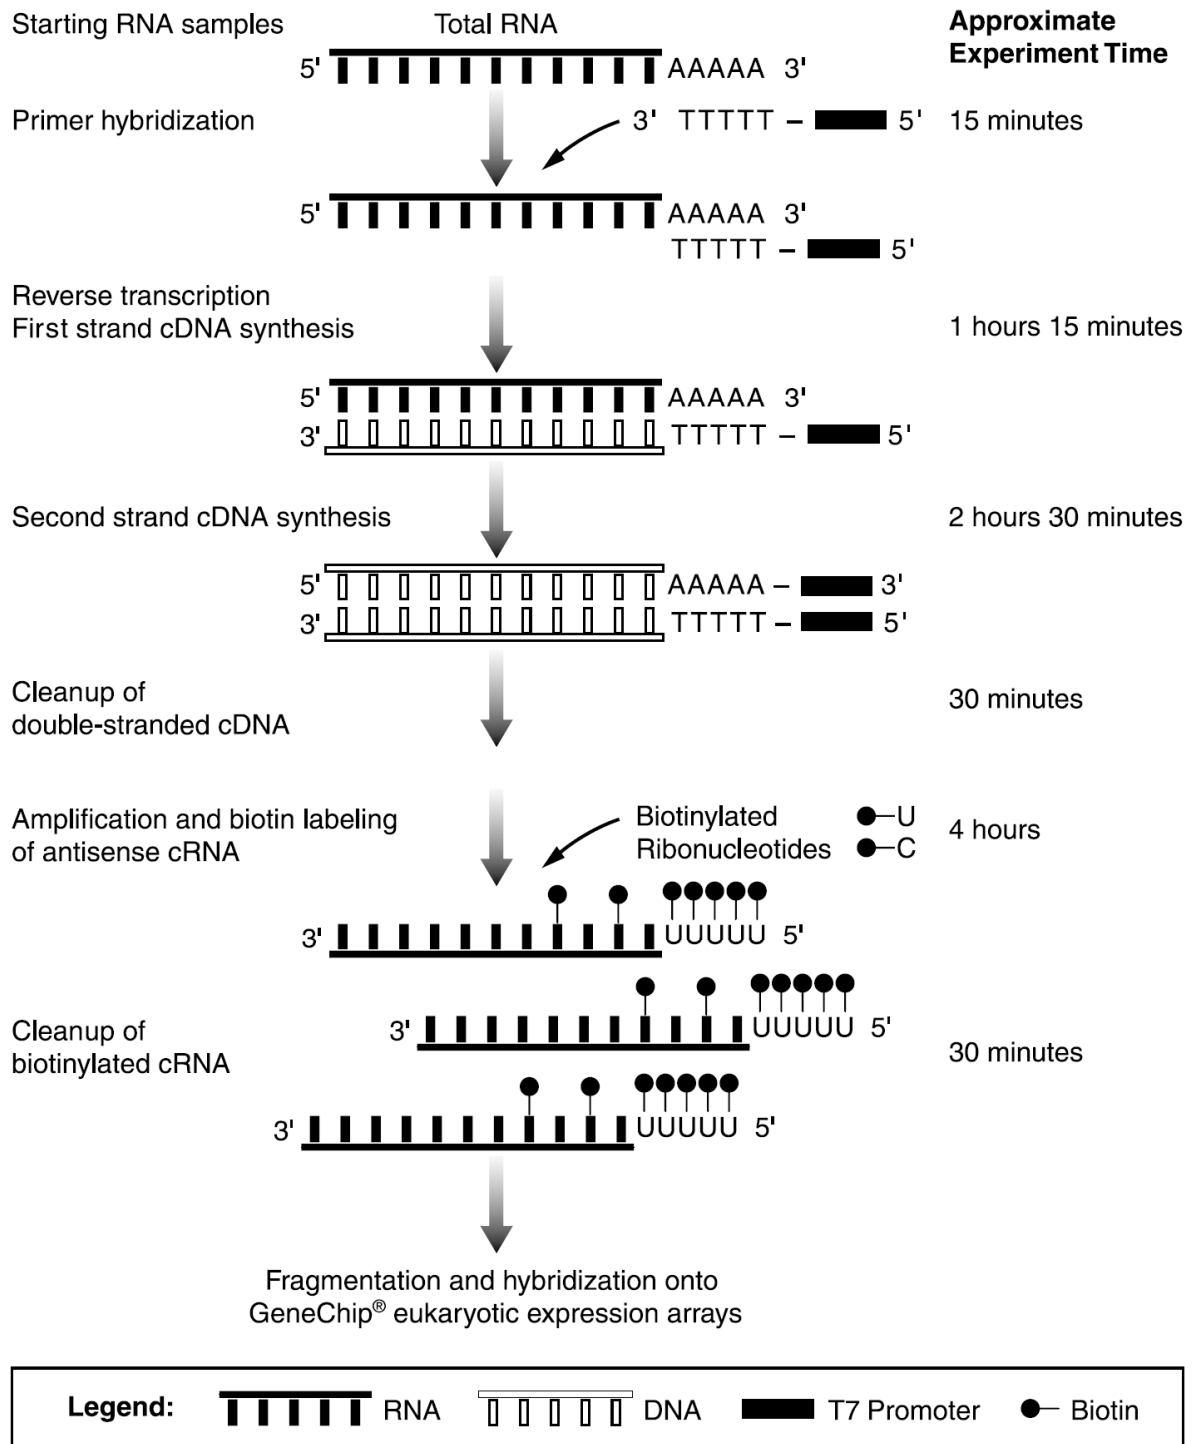 Starting RNA samples
Total RNA
Approximate
Experiment Time
5' AAAAA 3'
Primer hybridization
3' TTTTT – 5'
15 minutes
5' AAAAA 3'
TTTTT – 5'
Reverse transcription
First strand cDNA synthesis
1 hours 15 minutes
5' AAAAA 3'
3' TTTTT – 5'
Second strand cDNA synthesis
2 hours 30 minutes
5' AAAAA – 3'
3' TTTTT – 5'
Cleanup of
double-stranded cDNA
30 minutes
Amplification and biotin labeling
of antisense cRNA
Biotinylated
Ribonucleotides
U
C
4 hours
3' UUUUU 5'
3' UUUUU 5'
Cleanup of
biotinylated cRNA
30 minutes
3' UUUUU 5'
Fragmentation and hybridization onto
GeneChip® eukaryotic expression arrays
Legend: RNA DNA T7 Promoter Biotin